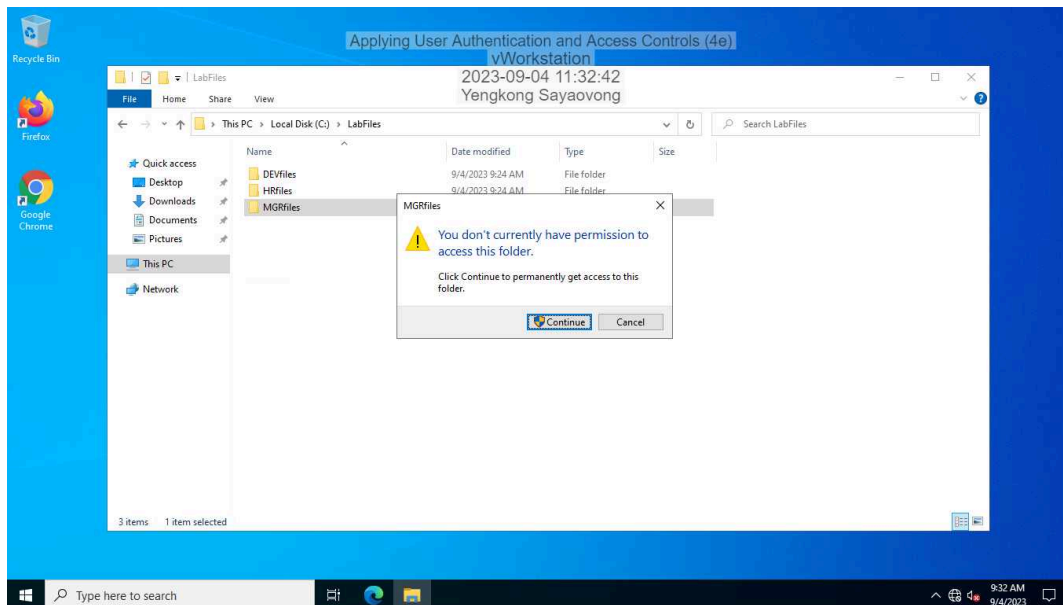 Recycle Bin
Applying User Authentication and Access Controls (4e)
vWorkstation
2023-09-04 11:32:42
Yengkong Sayaovong
LabFiles
File Home Share View
This PC > Local Disk (C:) > LabFiles
Search LabFiles
Firefox
Google Chrome
Quick access
Desktop
Downloads
Documents
Pictures
This PC
Network
Name Date modified Type Size
DEVfiles 9/4/2023 9:24 AM File folder
HRfiles 9/4/2023 9:24 AM File folder
MGRfiles
MGRfiles
You don't currently have permission to
access this folder.
Click Continue to permanently get access to this
folder.
Continue Cancel
3 items 1 item selected
Type here to search
9:32 AM
9/4/2023